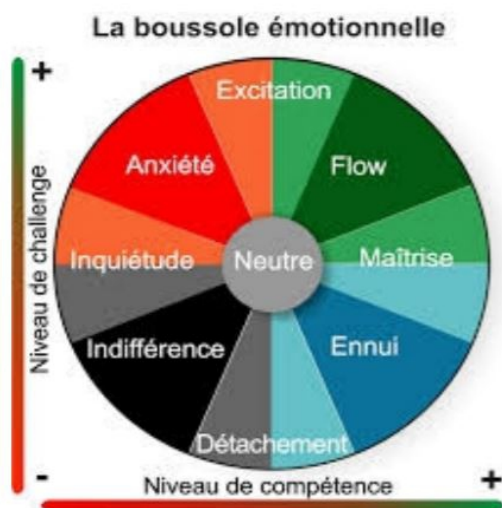 La boussole émotionnelle
+
Niveau de challenge
Excitation
Anxiété
Flow
Inquiétude
Neutre
Maîtrise
Indifférence
Ennui
Détachement
-
Niveau de compétence
+